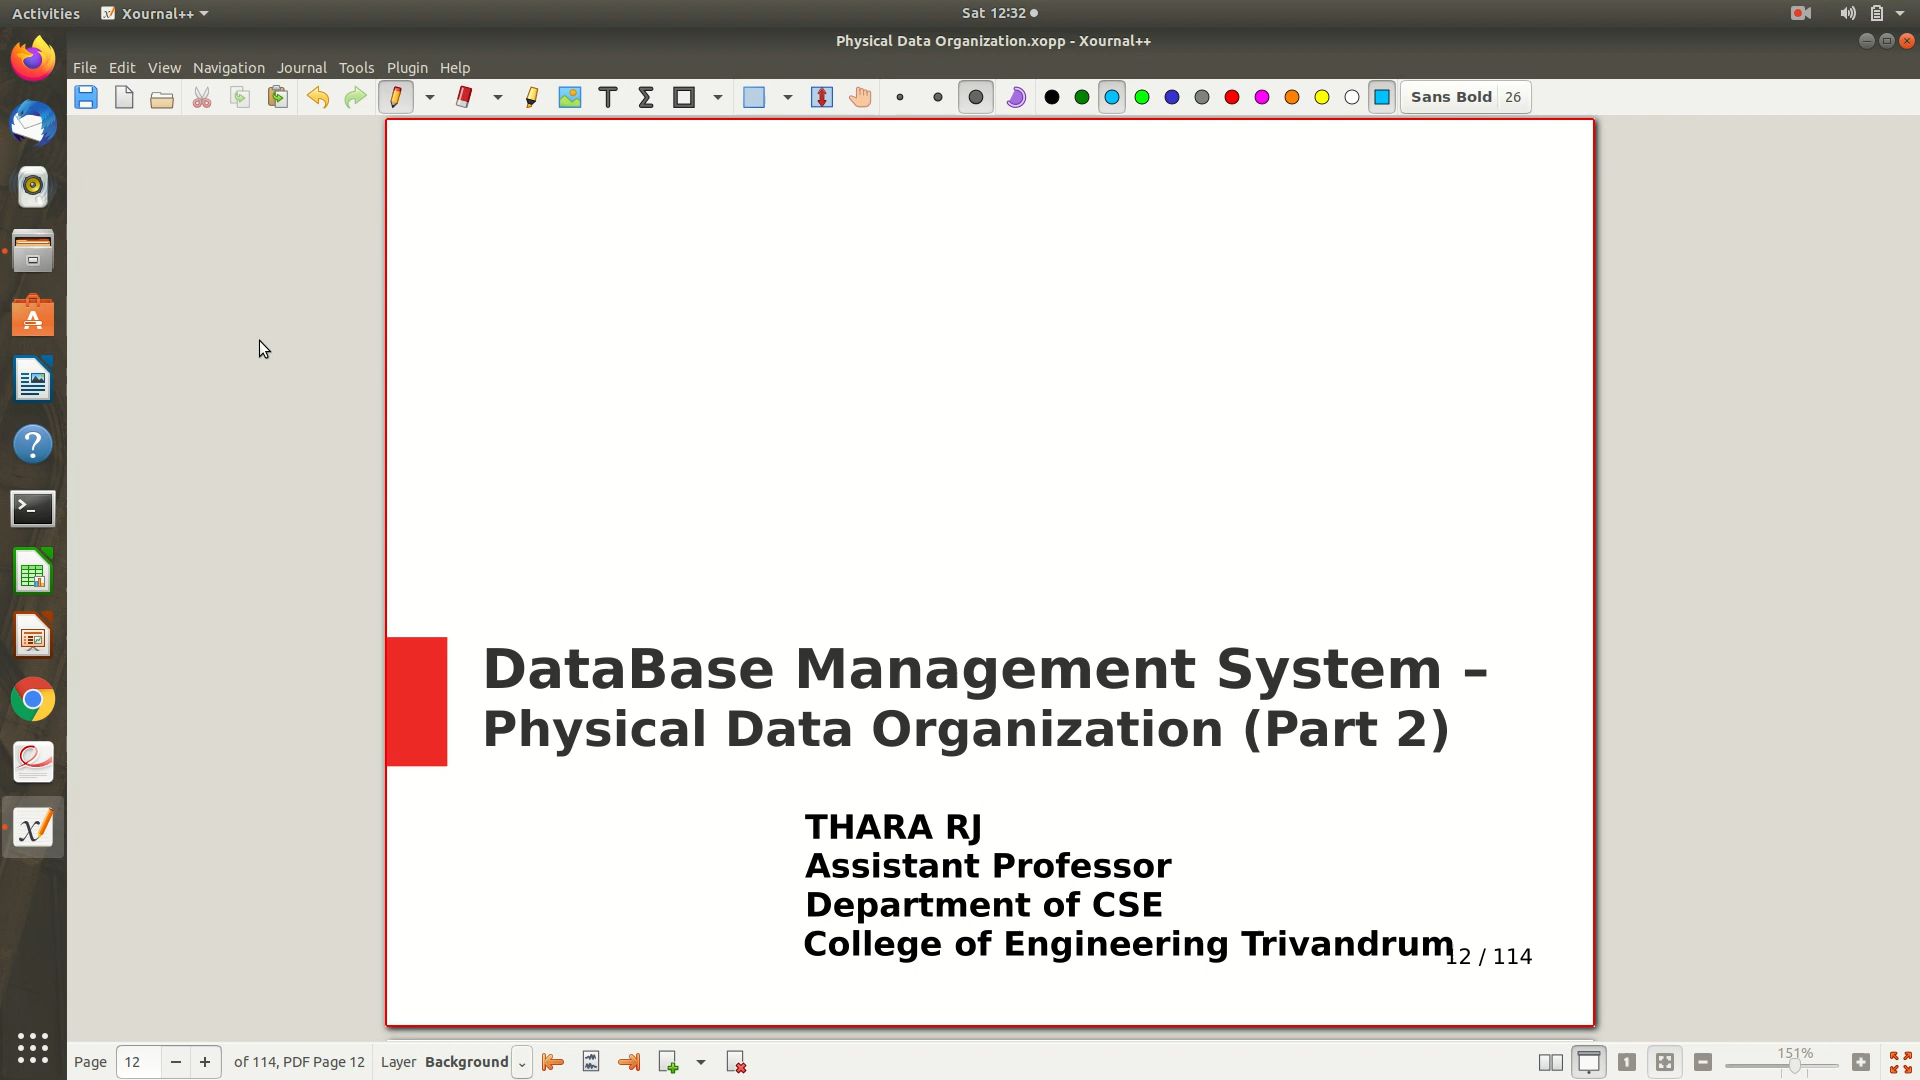 Activities Xournal++ Sat 12:32
Physical Data Organization.xopp - Xournal++
File Edit View Navigation Journal Tools Plugin Help
Sans Bold 26
DataBase Management System –
Physical Data Organization (Part 2)
THARA RJ
Assistant Professor
Department of CSE
College of Engineering Trivandrum
12 / 114
Page 12 of 114, PDF Page 12 Layer Background 151%